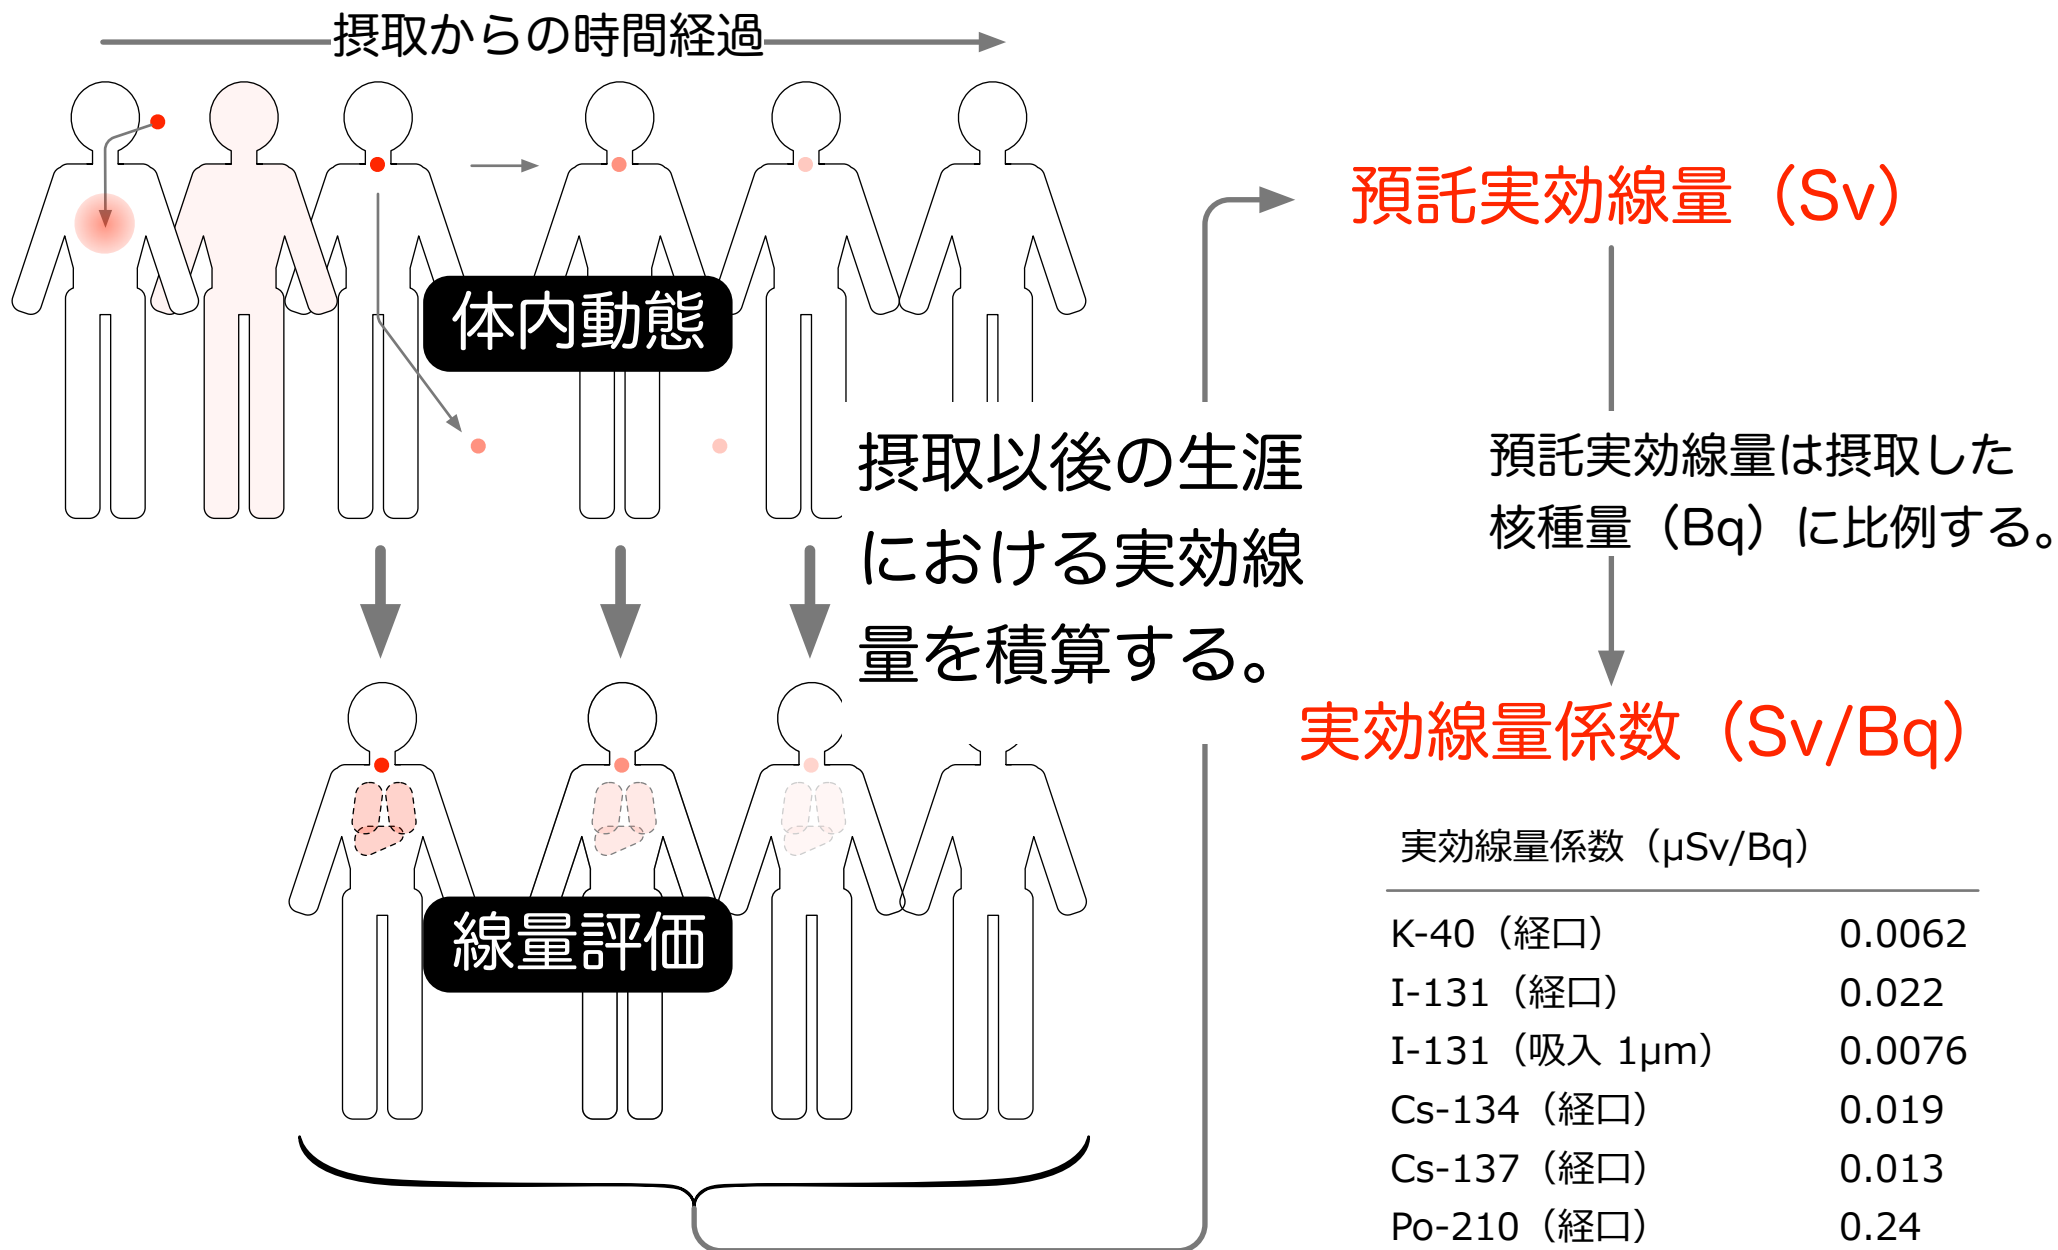 摂取からの時間経過
体内動態
摂取以後の生涯
における実効線
量を積算する。
線量評価
預託実効線量（Sv）
預託実効線量は摂取した
核種量（Bq）に比例する。
実効線量係数（Sv/Bq）
実効線量係数（μSv/Bq）
K-40（経口） 0.0062
I-131（経口） 0.022
I-131（吸入 1μm） 0.0076
Cs-134（経口） 0.019
Cs-137（経口） 0.013
Po-210（経口） 0.24